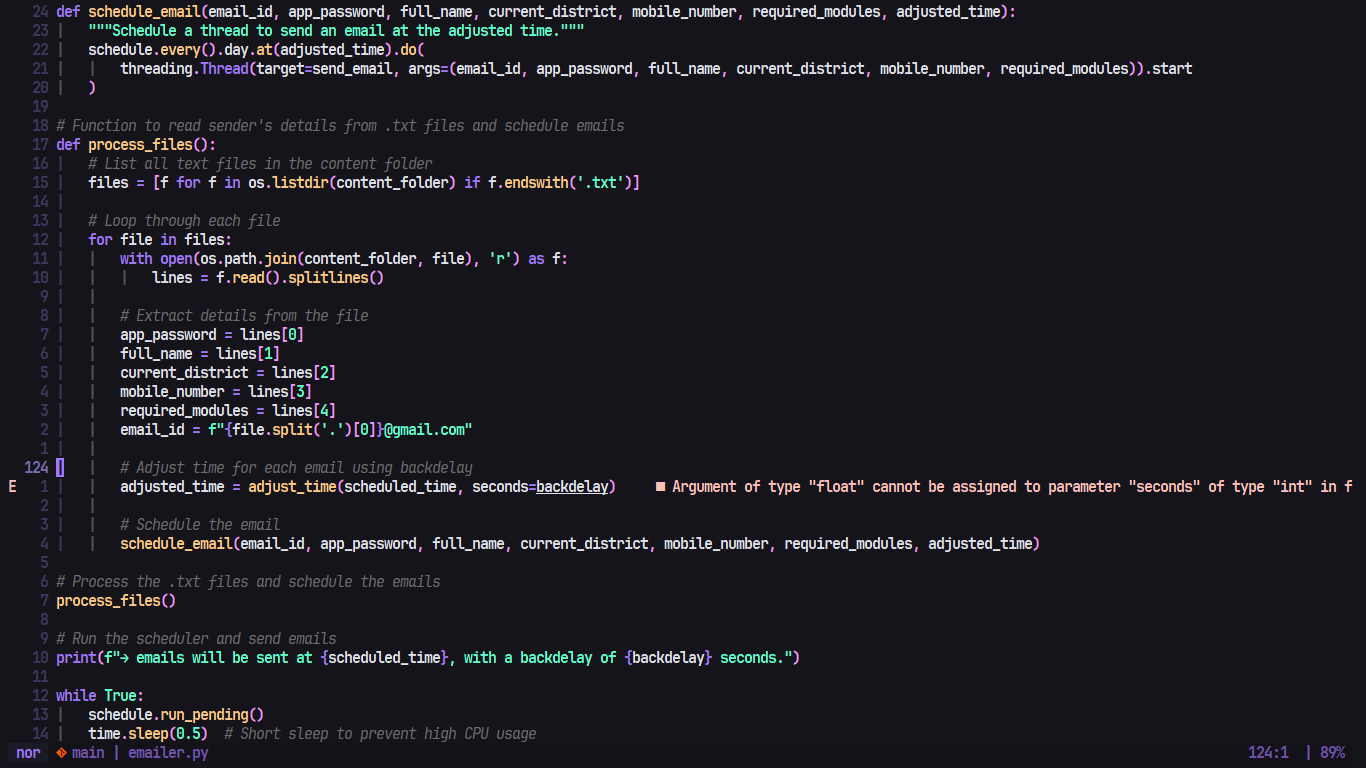 24 def schedule_email(email_id, app_password, full_name, current_district, mobile_number, required_modules, adjusted_time):
23 """Schedule a thread to send an email at the adjusted time."""
22 schedule.every().day.at(adjusted_time).do(
21 threading.Thread(target=send_email, args=(email_id, app_password, full_name, current_district, mobile_number, required_modules)).start
20 )
19
18 # Function to read sender's details from .txt files and schedule emails
17 def process_files():
16 # List all text files in the content folder
15 files = [f for f in os.listdir(content_folder) if f.endswith('.txt')]
14
13 # Loop through each file
12 for file in files:
11 with open(os.path.join(content_folder, file), 'r') as f:
10 lines = f.read().splitlines()
9
8 # Extract details from the file
7 app_password = lines[0]
6 full_name = lines[1]
5 current_district = lines[2]
4 mobile_number = lines[3]
3 required_modules = lines[4]
2 email_id = f"{file.split('.')[0]}@gmail.com"
1
124 # Adjust time for each email using backdelay
E 1 adjusted_time = adjust_time(scheduled_time, seconds=backdelay) ■ Argument of type "float" cannot be assigned to parameter "seconds" of type "int" in f
2
3 # Schedule the email
4 schedule_email(email_id, app_password, full_name, current_district, mobile_number, required_modules, adjusted_time)
5
6 # Process the .txt files and schedule the emails
7 process_files()
8
9 # Run the scheduler and send emails
10 print(f"→ emails will be sent at {scheduled_time}, with a backdelay of {backdelay} seconds.")
11
12 while True:
13 schedule.run_pending()
14 time.sleep(0.5) # Short sleep to prevent high CPU usage
nor main | emailer.py 124:1 | 89%